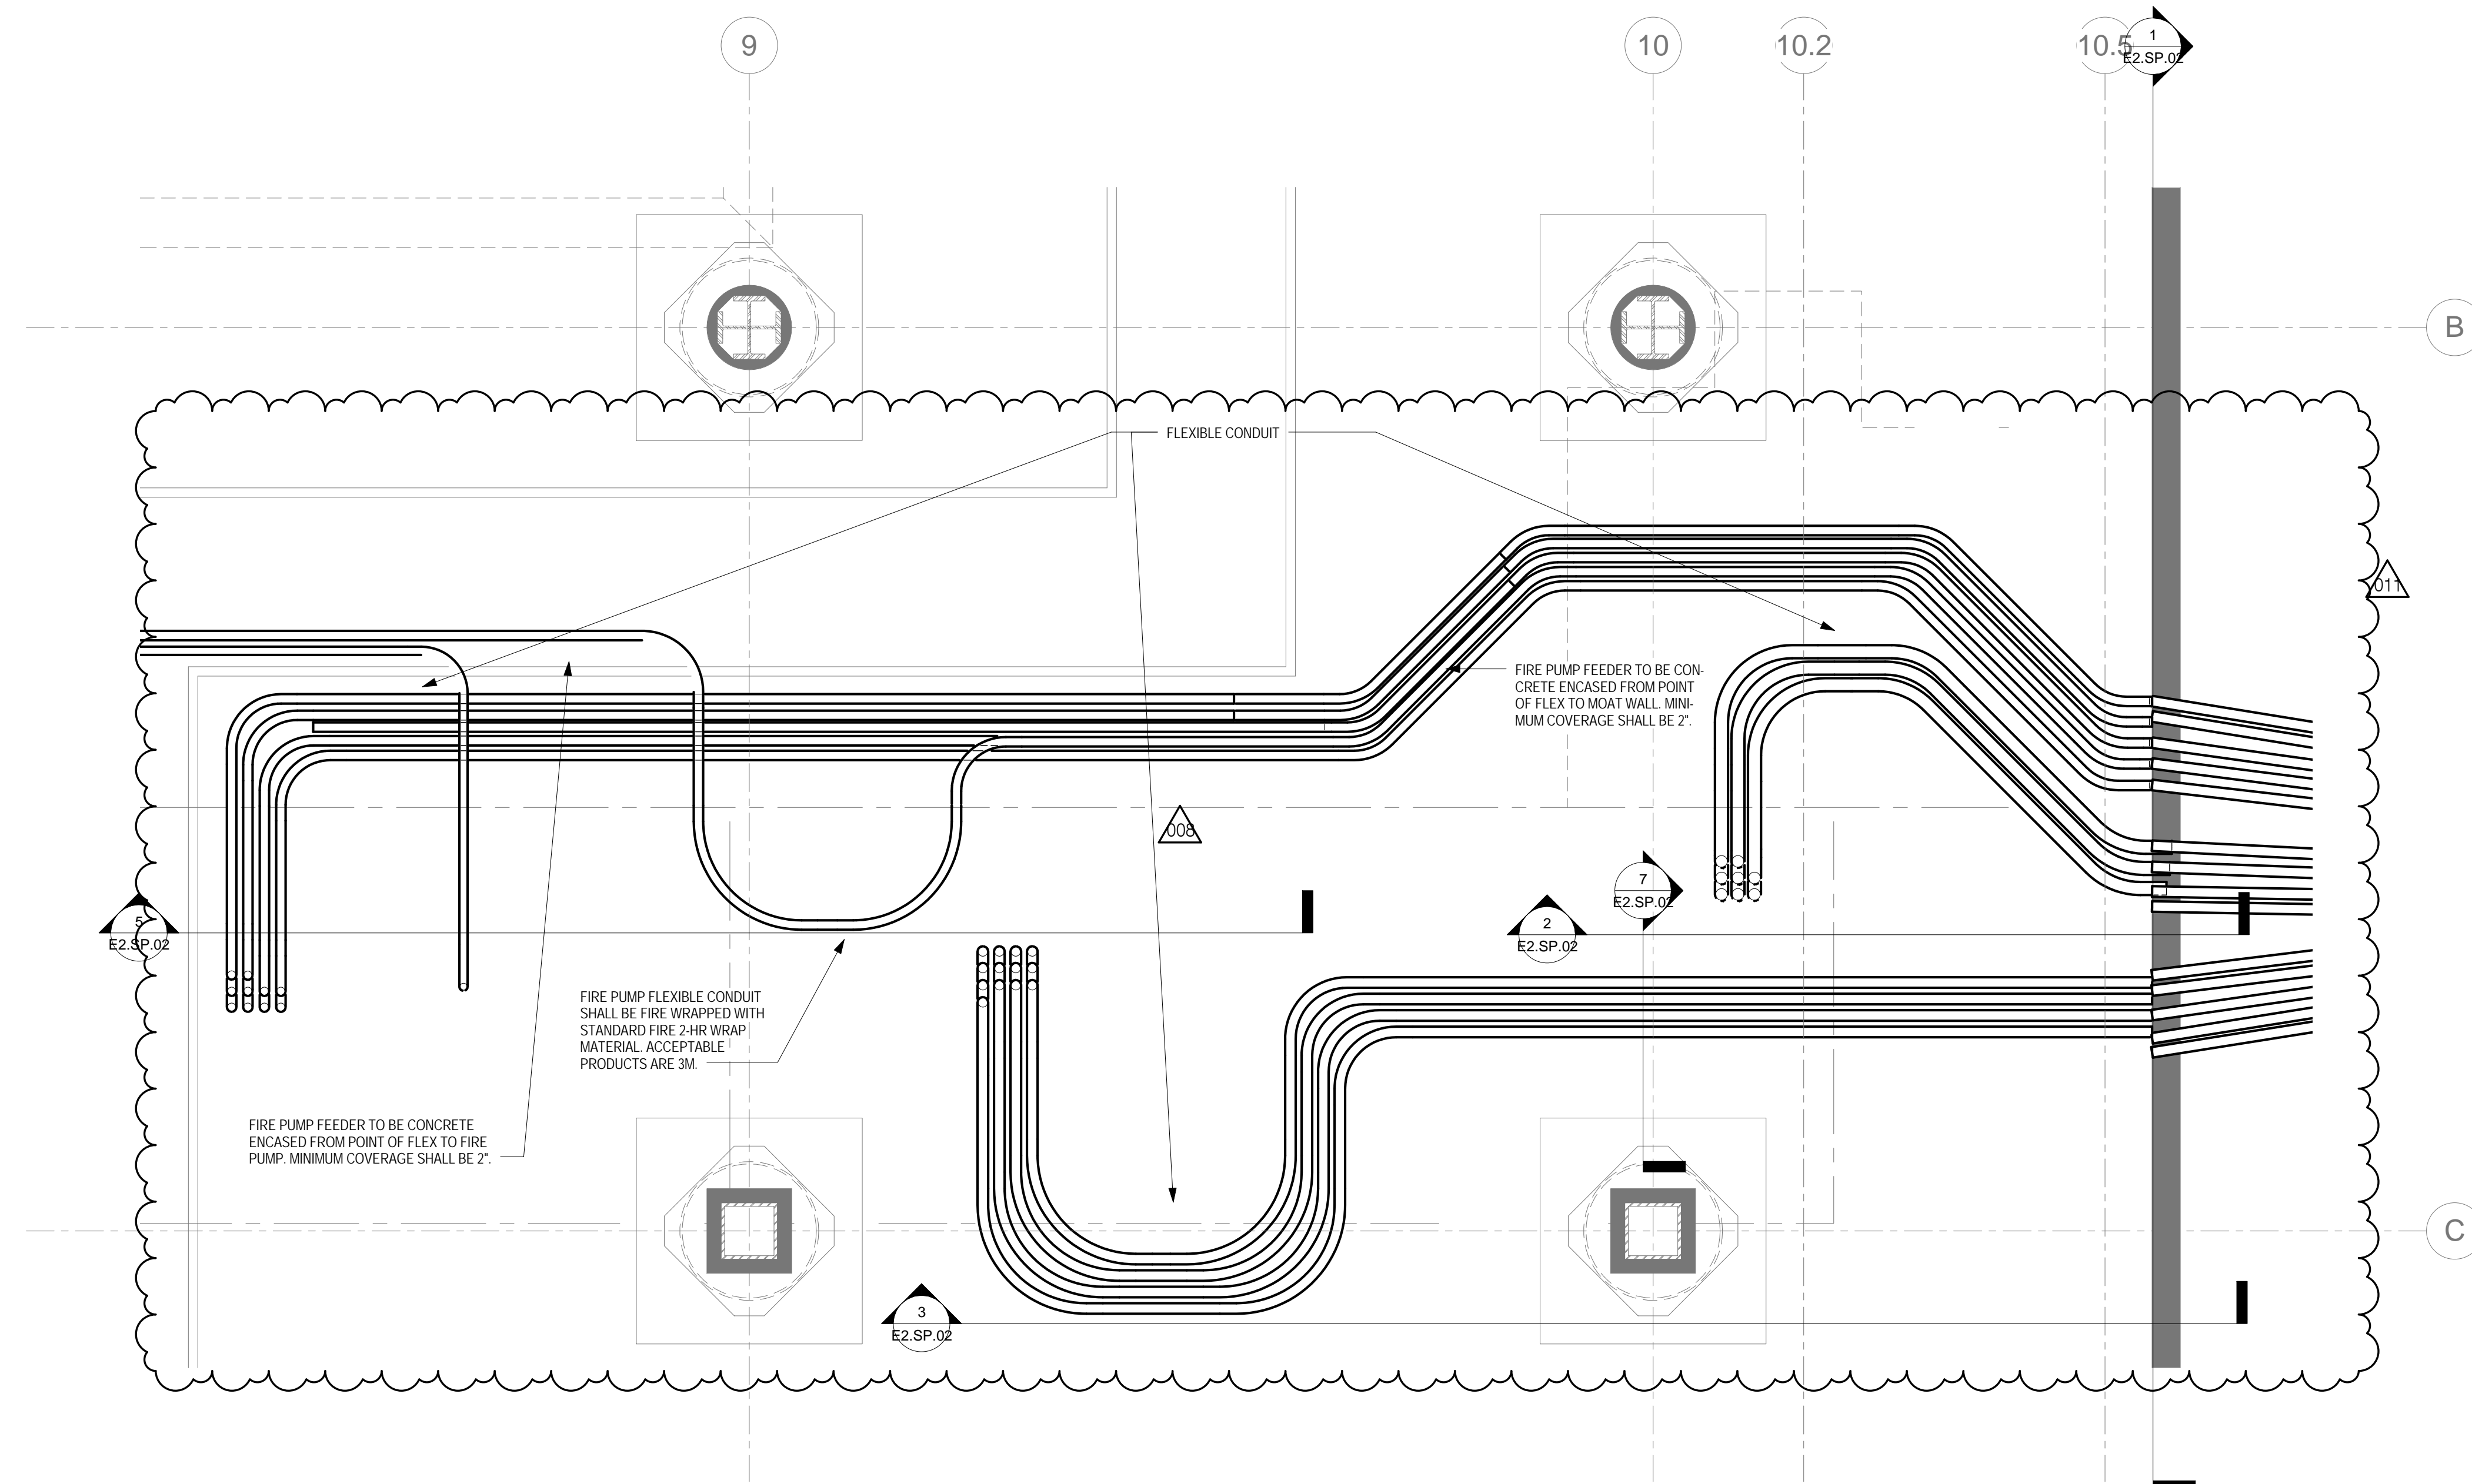 9
10
10.2
10.5
1
E2.SP.02
B
FLEXIBLE CONDUIT
011
FIRE PUMP FEEDER TO BE CON-
CRETE ENCASED FROM POINT
OF FLEX TO MOAT WALL. MINI-
MUM COVERAGE SHALL BE 2".
008
7
E2.SP.02
5
E2.SP.02
2
E2.SP.02
FIRE PUMP FLEXIBLE CONDUIT
SHALL BE FIRE WRAPPED WITH
STANDARD FIRE 2-HR WRAP
MATERIAL. ACCEPTABLE
PRODUCTS ARE 3M.
FIRE PUMP FEEDER TO BE CONCRETE
ENCASED FROM POINT OF FLEX TO FIRE
PUMP. MINIMUM COVERAGE SHALL BE 2".
C
3
E2.SP.02